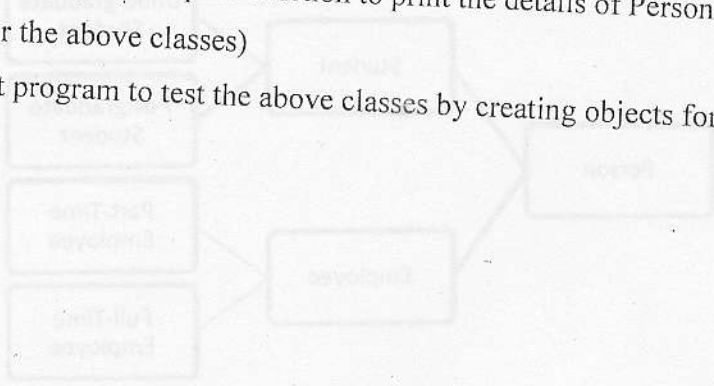 to print the details of Person
r the above classes)
t program to test the above classes by creating objects for
Student
Student
Person
Part-Time
Employee
Employee
Full-Time
Employee